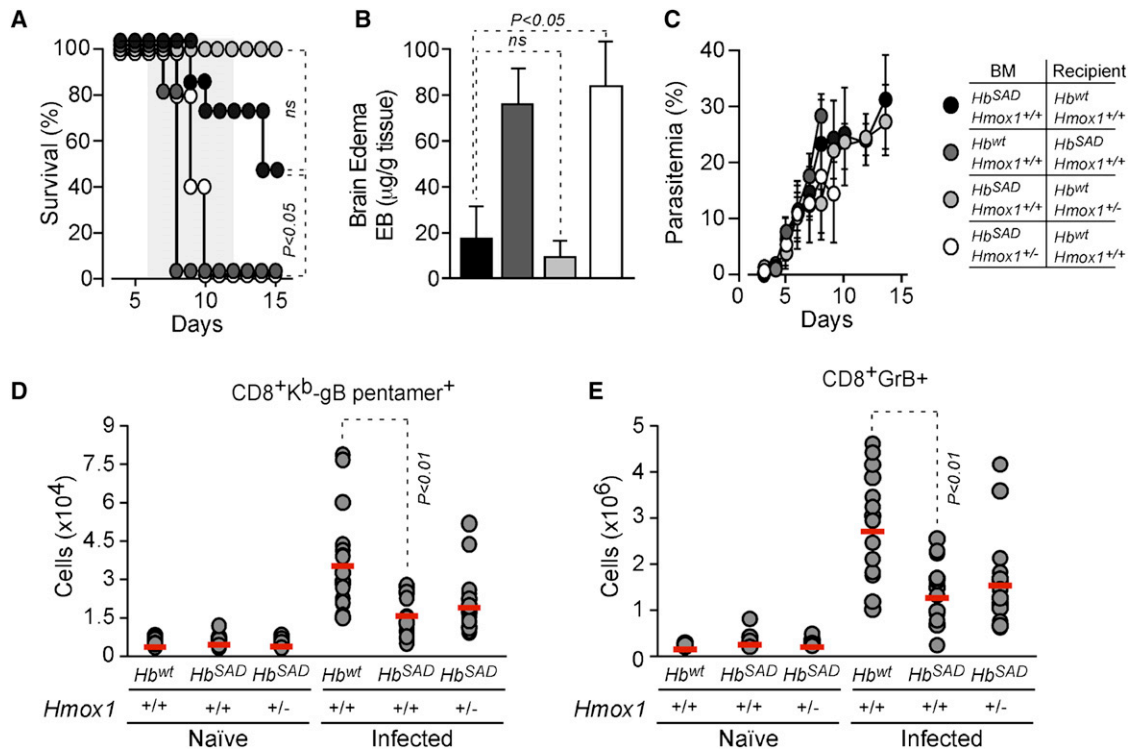 A
Survival (%)
100
80
60
40
20
0
5
10
15
Days
ns
P<0.05
B
Brain Edema
EB (µg/g tissue)
100
80
60
40
20
0
P<0.05
ns
C
Parasitemia (%)
40
30
20
10
0
0
5
10
15
Days
BM Recipient
Hb^SAD Hb^wt
Hmox1^+/+ Hmox1^+/+
Hb^wt Hb^SAD
Hmox1^+/+ Hmox1^+/+
Hb^SAD Hb^wt
Hmox1^+/+ Hmox1^+/-
Hb^SAD Hb^wt
Hmox1^+/- Hmox1^+/+
D
CD8^+K^b-gB pentamer^+
Cells (x10^4)
9
7.5
6
4.5
3
1.5
0
P<0.01
Hb^wt Hb^SAD Hb^SAD Hb^wt Hb^SAD Hb^SAD
Hmox1 +/+ +/+ +/- +/+ +/+ +/-
Naïve Infected
E
CD8^+GrB+
Cells (x10^6)
5
4
3
2
1
0
P<0.01
Hb^wt Hb^SAD Hb^SAD Hb^wt Hb^SAD Hb^SAD
Hmox1 +/+ +/+ +/- +/+ +/+ +/-
Naïve Infected